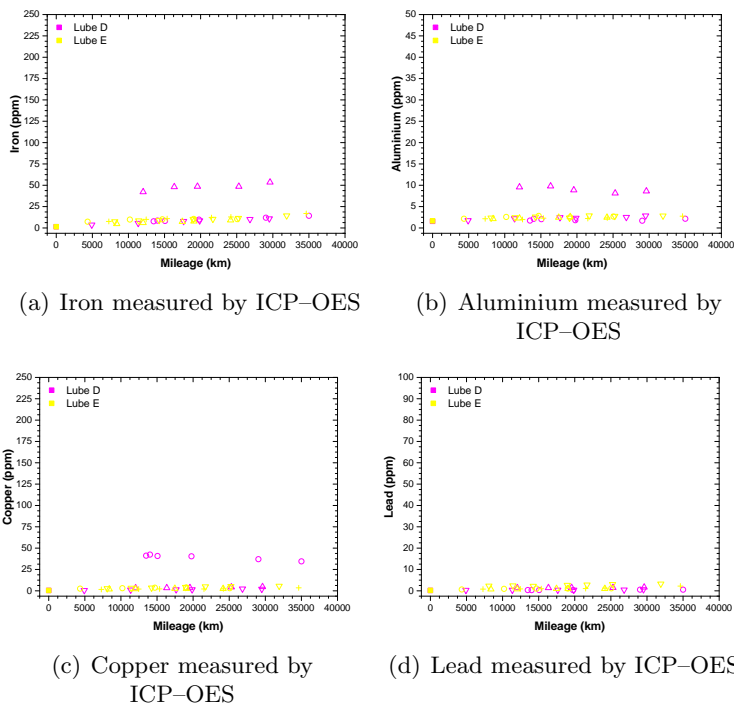 250
225
200
175
150
125
100
75
50
25
0
Iron (ppm)
Lube D
Lube E
0 5000 10000 15000 20000 25000 30000 35000 40000
Mileage (km)
(a) Iron measured by ICP–OES
50
45
40
35
30
25
20
15
10
5
0
Aluminium (ppm)
Lube D
Lube E
0 5000 10000 15000 20000 25000 30000 35000 40000
Mileage (km)
(b) Aluminium measured by
ICP–OES
250
225
200
175
150
125
100
75
50
25
0
Copper (ppm)
Lube D
Lube E
0 5000 10000 15000 20000 25000 30000 35000 40000
Mileage (km)
(c) Copper measured by
ICP–OES
100
90
80
70
60
50
40
30
20
10
0
Lead (ppm)
Lube D
Lube E
0 5000 10000 15000 20000 25000 30000 35000 40000
Mileage (km)
(d) Lead measured by ICP–OES